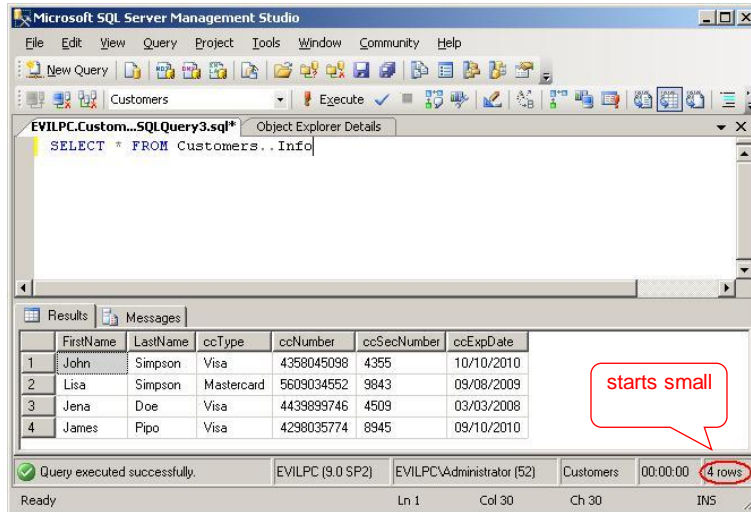 Microsoft SQL Server Management Studio
File Edit View Query Project Tools Window Community Help
New Query
Customers Execute
EVILPC.Custom...SQLQuery3.sql* Object Explorer Details
SELECT * FROM Customers..Info
Results Messages
FirstName LastName ccType ccNumber ccSecNumber ccExpDate
1 John Simpson Visa 4358045098 4355 10/10/2010
2 Lisa Simpson Mastercard 5609034552 9843 09/08/2009
3 Jena Doe Visa 4439899746 4509 03/03/2008
4 James Pipo Visa 4298035774 8945 09/10/2010
starts small
Query executed successfully. EVILPC (9.0 SP2) EVILPC\Administrator (52) Customers 00:00:00 4 rows
Ready Ln 1 Col 30 Ch 30 INS